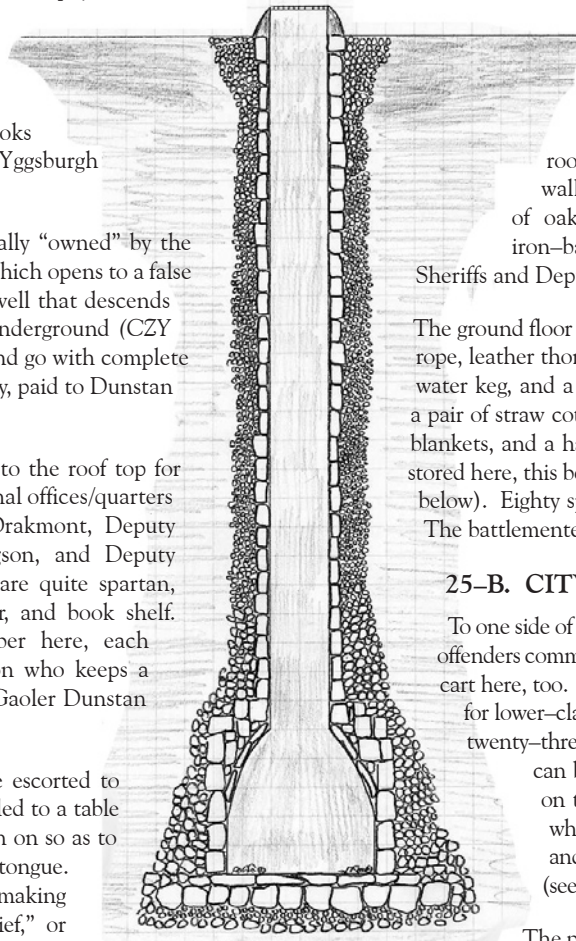 oks
Yggsburgh
ally “owned” by the
hich opens to a false
well that descends
nderground (CZY
nd go with complete
y, paid to Dunstan
to the roof top for
nal offices/quarters
Drakmont, Deputy
gson, and Deputy
are quite spartan,
r, and book shelf.
ber here, each
on who keeps a
Gaoler Dunstan
e escorted to
led to a table
n on so as to
tongue.
making
ief,” or
roo
wall
of oak
iron–ba
Sheriffs and Dep
The ground floor
rope, leather thon
water keg, and a
a pair of straw cou
blankets, and a ha
stored here, this be
below). Eighty sp
The battlemente
25–B. CITY
To one side of
offenders comm
cart here, too.
for lower–cla
twenty–three
can b
on t
wh
and
(see